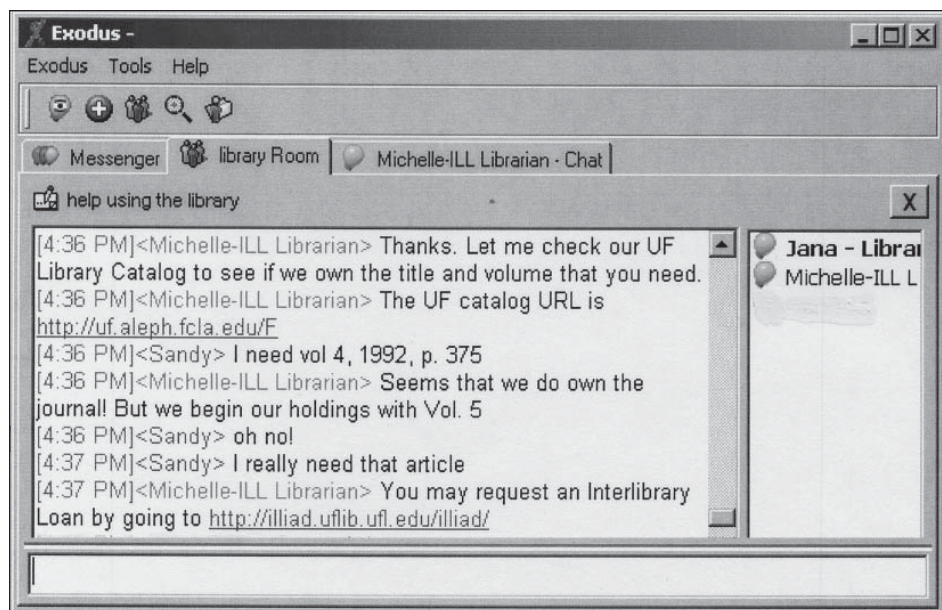 Exodus -
Exodus Tools Help
Messenger library Room Michelle-ILL Librarian - Chat
help using the library X
[4:36 PM]<Michelle-ILL Librarian> Thanks. Let me check our UF
Library Catalog to see if we own the title and volume that you need.
[4:36 PM]<Michelle-ILL Librarian> The UF catalog URL is
http://uf.aleph.fcla.edu/F
[4:36 PM]<Sandy> I need vol 4, 1992, p. 375
[4:36 PM]<Michelle-ILL Librarian> Seems that we do own the
journal! But we begin our holdings with Vol. 5
[4:36 PM]<Sandy> oh no!
[4:37 PM]<Sandy> I really need that article
[4:37 PM]<Michelle-ILL Librarian> You may request an Interlibrary
Loan by going to http://illiad.uflib.ufl.edu/illiad/
Jana - Librar
Michelle-ILL L